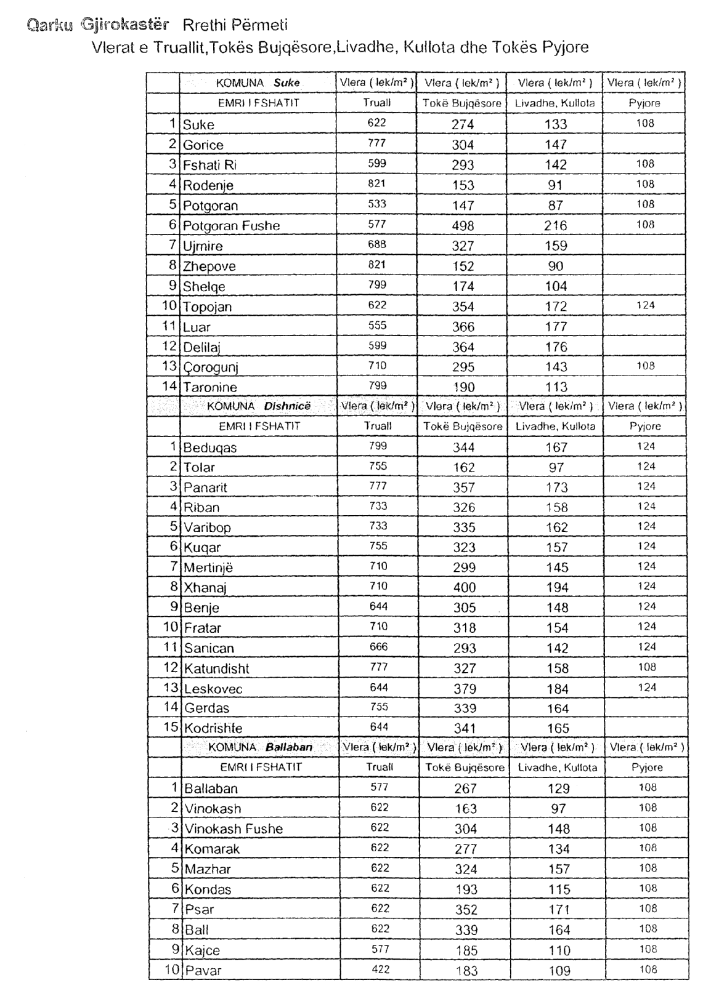 Qarku Gjirokastër Rrethi Përmeti
Vlerat e Truallit,Tokës Bujqësore,Livadhe, Kullota dhe Tokës Pyjore
KOMUNA Suke Vlera ( lek/m² ) Vlera ( lek/m² ) Vlera ( lek/m² ) Vlera ( lek/m² )
EMRI I FSHATIT Truall Tokë Bujqësore Livadhe, Kullota Pyjore
1 Suke 622 274 133 108
2 Gorice 777 304 147
3 Fshati Ri 599 293 142 108
4 Rodenje 821 153 91 108
5 Potgoran 533 147 87 108
6 Potgoran Fushe 577 498 216 108
7 Ujmire 688 327 159
8 Zhepove 821 152 90
9 Shelqe 799 174 104
10 Topojan 622 354 172 124
11 Luar 555 366 177
12 Delilaj 599 364 176
13 Çorogunj 710 295 143 108
14 Taronine 799 190 113
KOMUNA Dishnicë Vlera ( lek/m² ) Vlera ( lek/m² ) Vlera ( lek/m² ) Vlera ( lek/m² )
EMRI I FSHATIT Truall Tokë Bujqësore Livadhe, Kullota Pyjore
1 Beduqas 799 344 167 124
2 Tolar 755 162 97 124
3 Panarit 777 357 173 124
4 Riban 733 326 158 124
5 Varibop 733 335 162 124
6 Kuqar 755 323 157 124
7 Mertinjë 710 299 145 124
8 Xhanaj 710 400 194 124
9 Benje 644 305 148 124
10 Fratar 710 318 154 124
11 Sanican 666 293 142 124
12 Katundisht 777 327 158 108
13 Leskovec 644 379 184 124
14 Gerdas 755 339 164
15 Kodrishte 644 341 165
KOMUNA Ballaban Vlera ( lek/m² ) Vlera ( lek/m² ) Vlera ( lek/m² ) Vlera ( lek/m² )
EMRI I FSHATIT Truall Tokë Bujqësore Livadhe, Kullota Pyjore
1 Ballaban 577 267 129 108
2 Vinokash 622 163 97 108
3 Vinokash Fushe 622 304 148 108
4 Komarak 622 277 134 108
5 Mazhar 622 324 157 108
6 Kondas 622 193 115 108
7 Psar 622 352 171 108
8 Ball 622 339 164 108
9 Kajce 577 185 110 108
10 Pavar 422 183 109 108